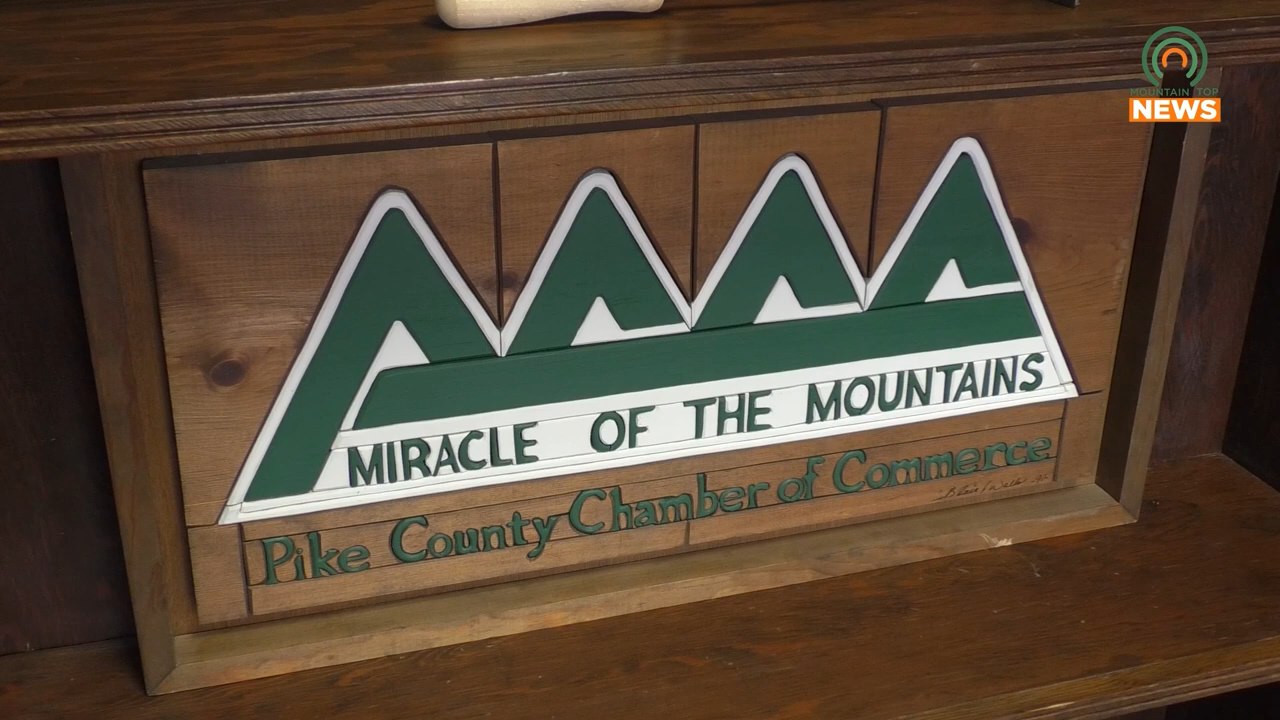 MOUNTAIN TOP
NEWS
MIRACLE OF THE MOUNTAINS
Pike County Chamber of Commerce